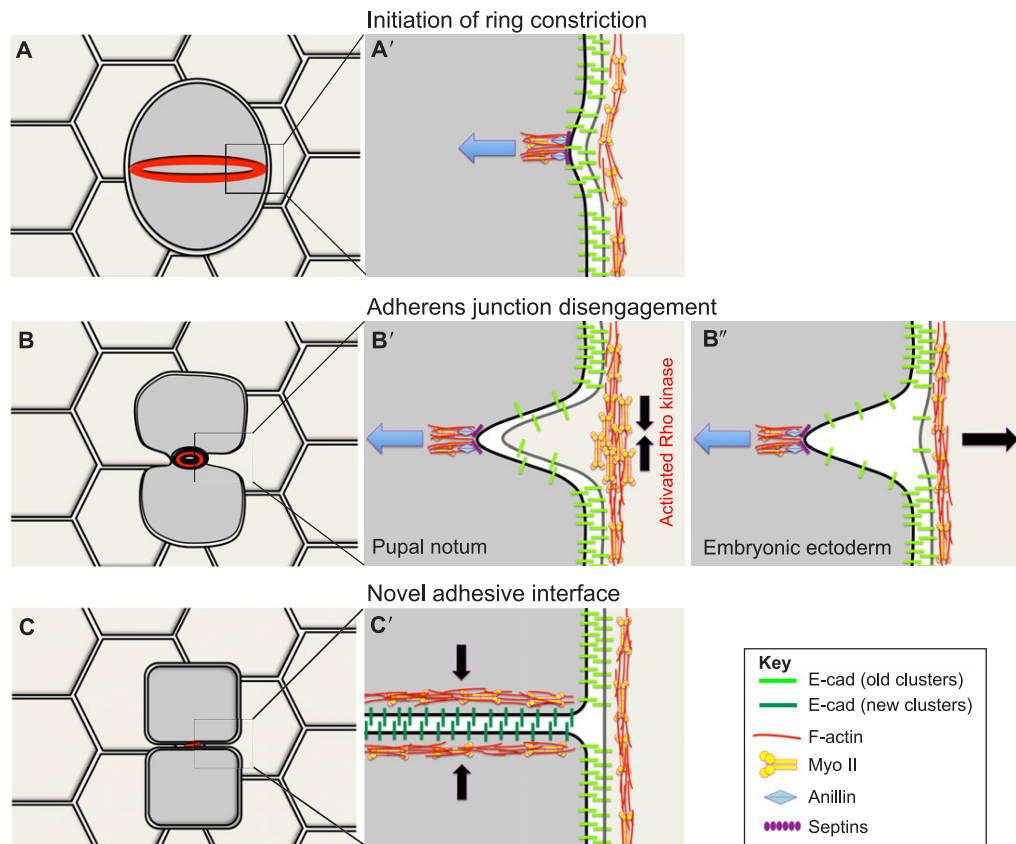 Initiation of ring constriction
A
A′
Adherens junction disengagement
B
B′
Activated Rho kinase
Pupal notum
B″
Embryonic ectoderm
Novel adhesive interface
C
C′
Key
E-cad (old clusters)
E-cad (new clusters)
F-actin
Myo II
Anillin
Septins